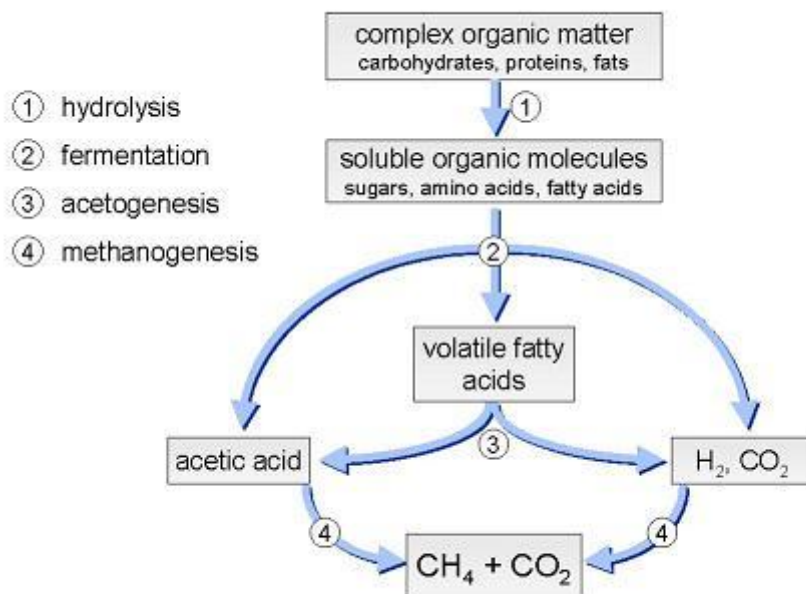 complex organic matter
carbohydrates, proteins, fats
① hydrolysis
① 
② fermentation
soluble organic molecules
sugars, amino acids, fatty acids
③ acetogenesis
④ methanogenesis
②
volatile fatty
acids
acetic acid
③
H₂, CO₂
④
④
CH₄ + CO₂